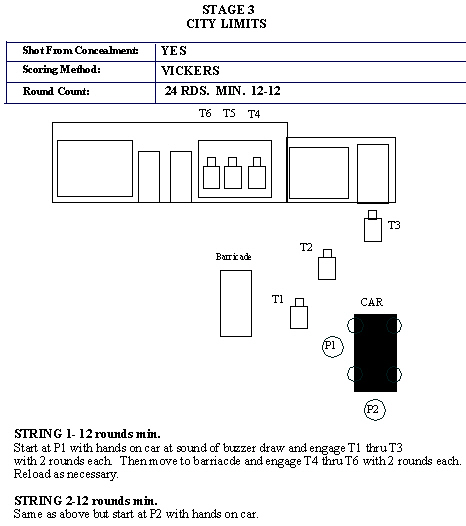 STAGE 3
CITY LIMITS
Shot From Concealment: YES
Scoring Method: VICKERS
Round Count: 24 RDS. MIN. 12-12
T6 T5 T4
T3
T2
Barricade
T1
CAR
P1
P2
STRING 1- 12 rounds min.
Start at P1 with hands on car at sound of buzzer draw and engage T1 thru T3
with 2 rounds each. Then move to barriacde and engage T4 thru T6 with 2 rounds each.
Reload as necessary.
STRING 2-12 rounds min.
Same as above but start at P2 with hands on car.